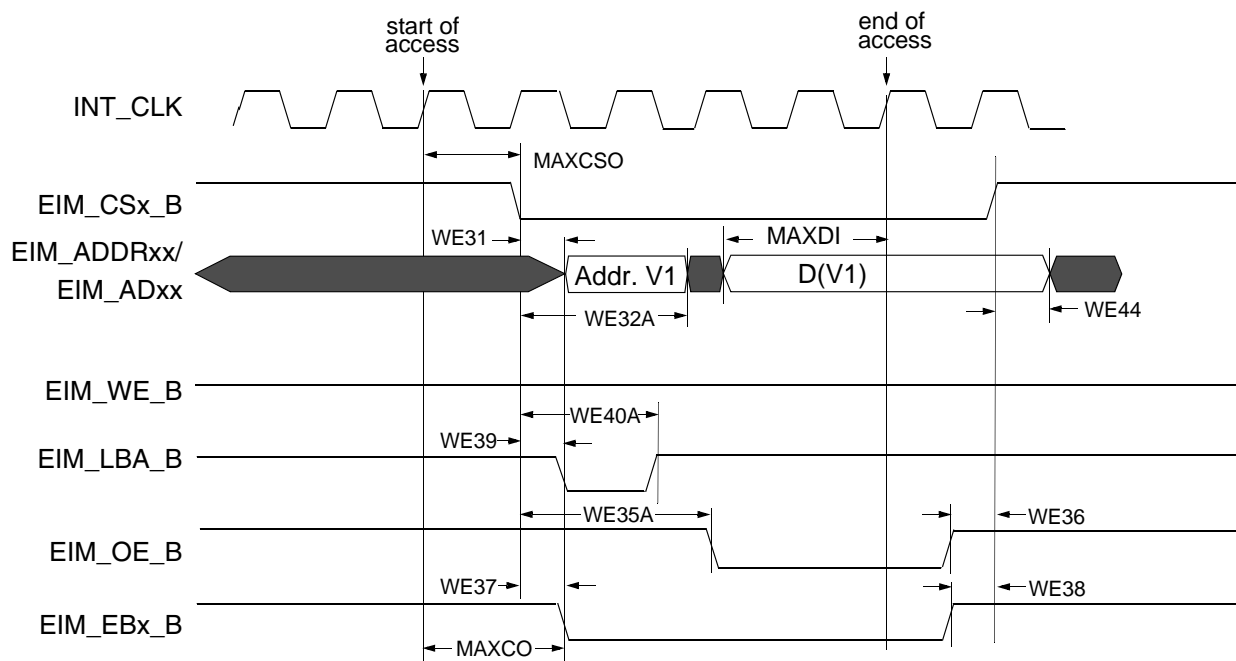 start of
access
end of
access
INT_CLK
MAXCSO
EIM_CSx_B
WE31
MAXDI
EIM_ADDRxx/
EIM_ADxx
Addr. V1
D(V1)
WE32A
WE44
EIM_WE_B
WE40A
WE39
EIM_LBA_B
WE35A
WE36
EIM_OE_B
WE37
WE38
EIM_EBx_B
MAXCO